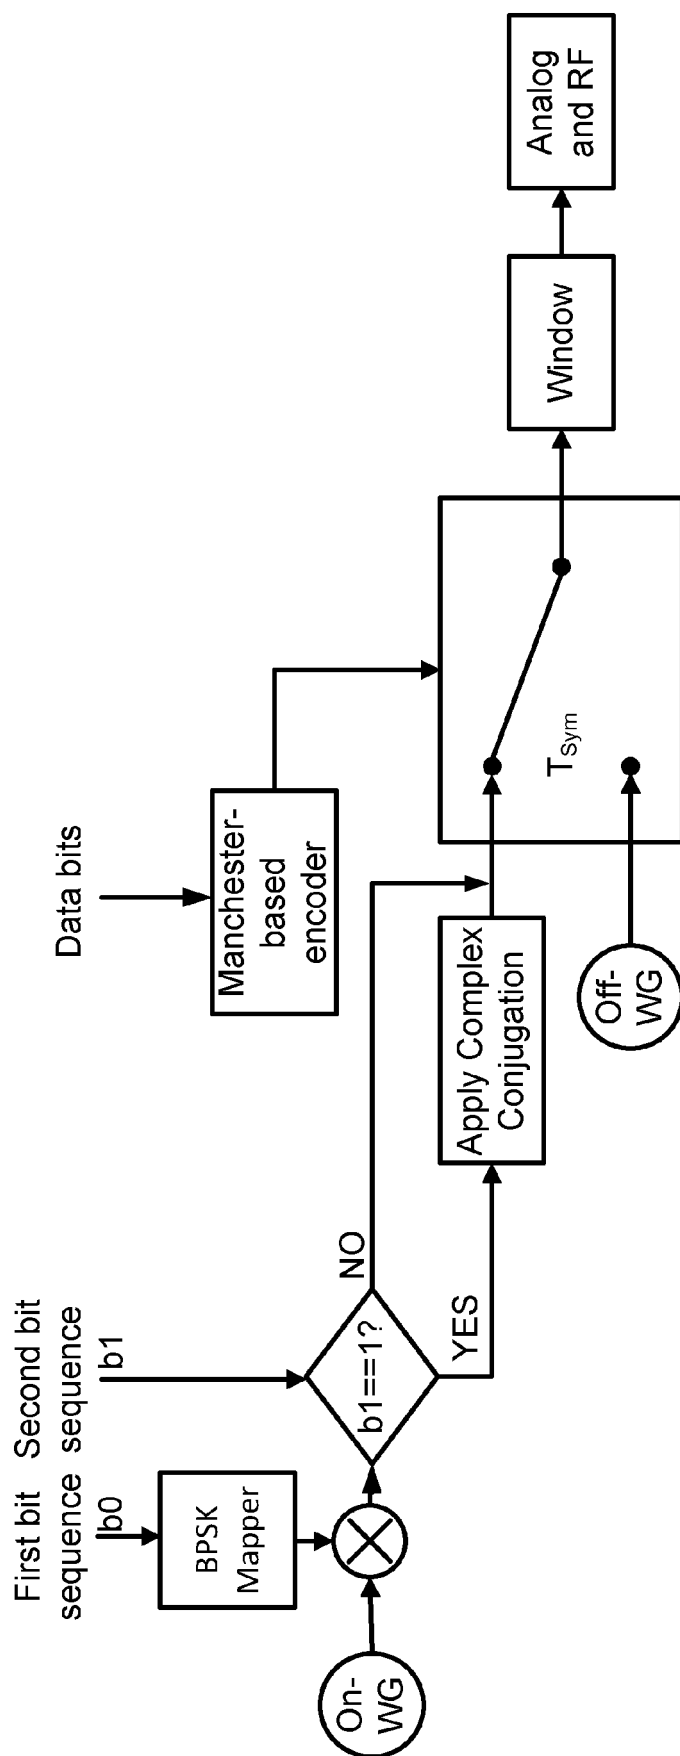 First bit
sequence
b0
Second bit
sequence
b1
Data bits
BPSK
Mapper
On-
WG
b1==1?
NO
YES
Manchester-
based
encoder
Apply Complex
Conjugation
Off-
WG
TSym
Window
Analog
and RF